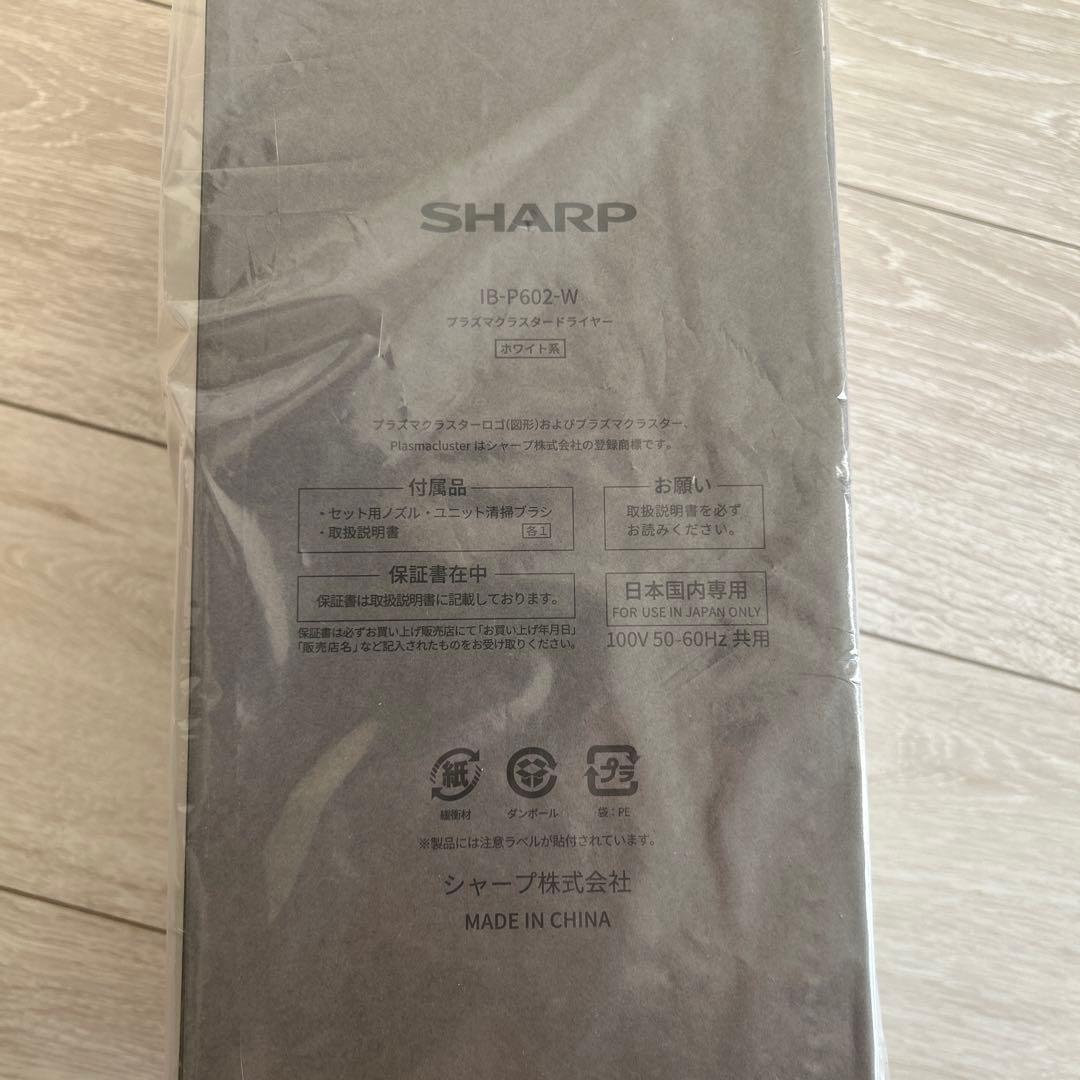 SHARP
IB-P602-W
プラズマクラスタードライヤー
ホワイト系
プラズマクラスターロゴ(図形)およびプラズマクラスター、
Plasmacluster はシャープ株式会社の登録商標です。
付属品
・セット用ノズル・ユニット清掃ブラシ
・取扱説明書 各1
お願い
取扱説明書を必ず
お読みください。
保証書在中
保証書は取扱説明書に記載しております。
保証書は必ずお買い上げ販売店にて「お買い上げ年月日」
「販売店名」など記入されたものをお受け取りください。
日本国内専用
FOR USE IN JAPAN ONLY
100V 50-60Hz 共用
紙
緩衝材
ダンボール
プラ
袋：PE
※製品には注意ラベルが貼付されています。
シャープ株式会社
MADE IN CHINA